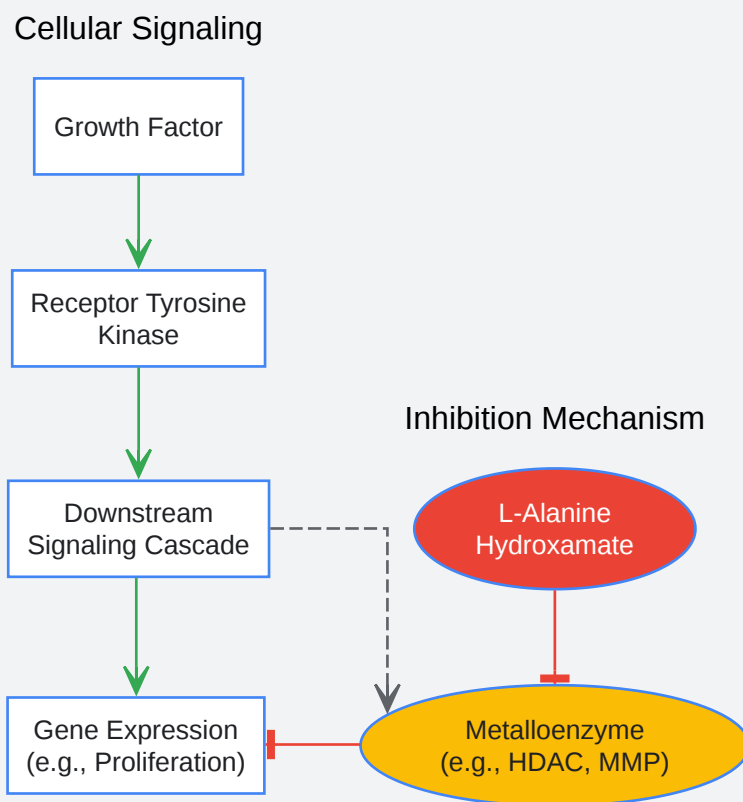 Cellular Signaling
Growth Factor
Receptor Tyrosine
Kinase
Inhibition Mechanism
Downstream
Signaling Cascade
L-Alanine
Hydroxamate
Gene Expression
(e.g., Proliferation)
Metalloenzyme
(e.g., HDAC, MMP)